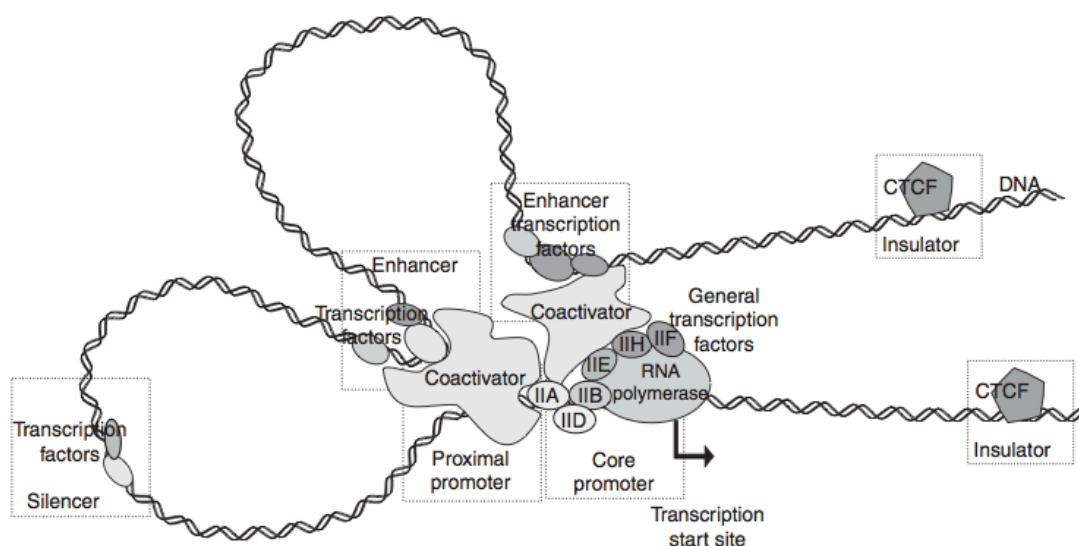 Enhancer
transcription
factors
CTCF
DNA
Insulator
Enhancer
Transcription
factors
Coactivator
Coactivator
General
transcription
factors
IIH
IIF
IIE
RNA
polymerase
IIA
IIB
IID
CTCF
Insulator
Transcription
factors
Silencer
Proximal
promoter
Core
promoter
Transcription
start site